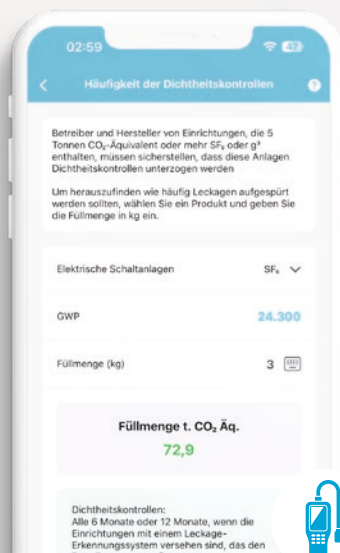 02:59
47
Häufigkeit der Dichtheitskontrollen
?
Betreiber und Hersteller von Einrichtungen, die 5
Tonnen CO₂-Äquivalent oder mehr SF₆ oder g³
enthalten, müssen sicherstellen, dass diese Anlagen
Dichtheitskontrollen unterzogen werden
Um herauszufinden wie häufig Leckagen aufgespürt
werden sollten, wählen Sie ein Produkt und geben Sie
die Füllmenge in kg ein.
Elektrische Schaltanlagen SF₆
GWP 24.300
Füllmenge (kg) 3
Füllmenge t. CO₂ Äq.
72,9
Dichtheitskontrollen:
Alle 6 Monate oder 12 Monate, wenn die
Einrichtungen mit einem Leckage-
Erkennungssystem versehen sind, das den